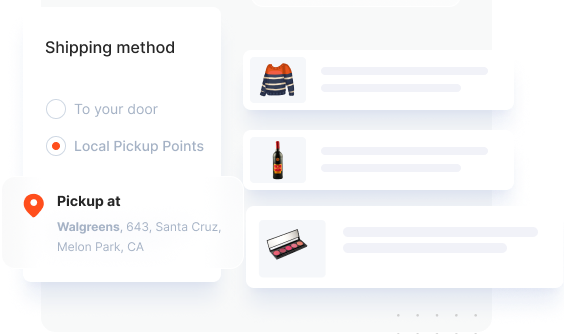 Shipping method
To your door
Local Pickup Points
Pickup at
Walgreens, 643, Santa Cruz,
Melon Park, CA